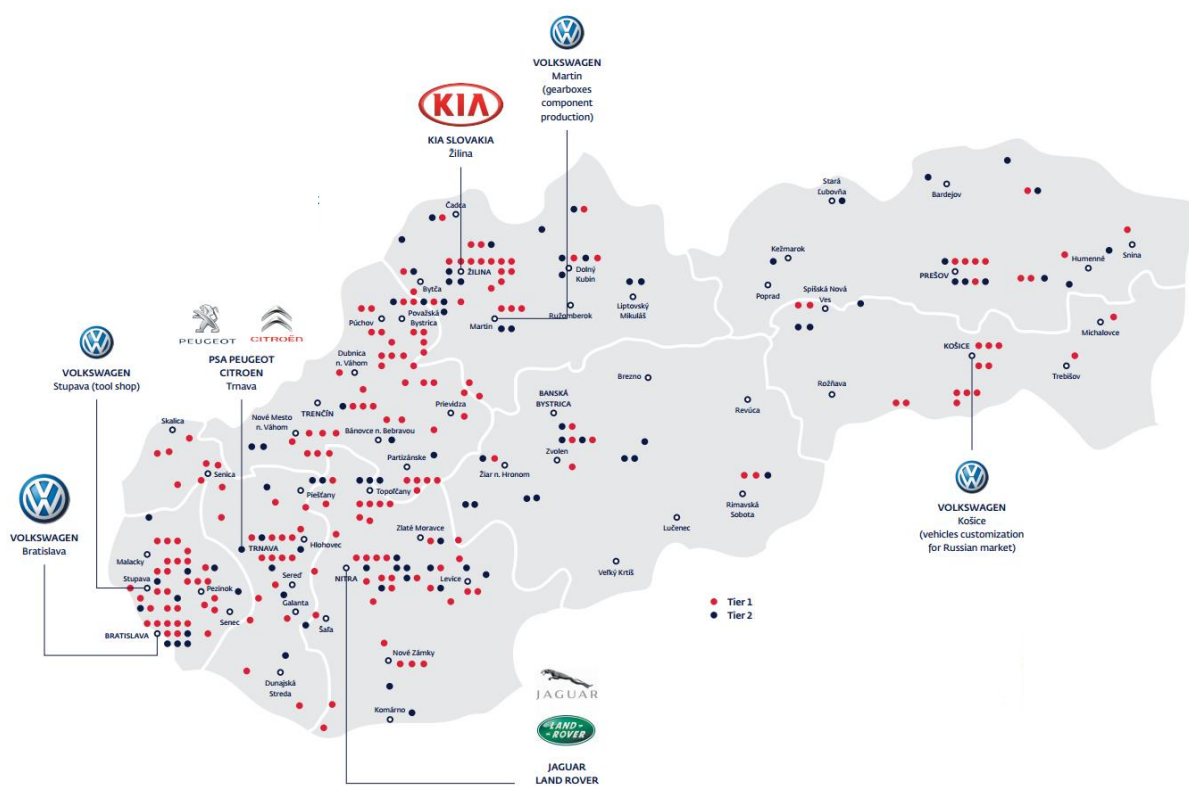 VOLKSWAGEN
Martin
(gearboxes
component
production)
KIA
KIA SLOVAKIA
Žilina
PEUGEOT
CITROËN
PSA PEUGEOT
CITROEN
Trnava
VOLKSWAGEN
Stupava (tool shop)
VOLKSWAGEN
Bratislava
Čadca
ŽILINA
Bytča
Dolný
Kubín
Považská
Bystrica
Púchov
Martin
Ružomberok
Liptovský
Mikuláš
Stará
Ľubovňa
Bardejov
Kežmarok
Poprad
Spišská Nová
Ves
PREŠOV
Humenné
Snina
Michalovce
KOŠICE
Trebišov
Rožňava
Revúca
Brezno
Dubnica
n. Váhom
TRENČÍN
Prievidza
BANSKÁ
BYSTRICA
Nové Mesto
n. Váhom
Bánovce n. Bebravou
Skalica
Senica
Partizánske
Zvolen
Žiar n. Hronom
Piešťany
Topoľčany
Rimavská
Sobota
Lučenec
Zlaté Moravce
Veľký Krtíš
Hlohovec
TRNAVA
Malacky
Stupava
Pezinok
Sereď
NITRA
Levice
Galanta
Senec
Šaľa
BRATISLAVA
Nové Zámky
Dunajská
Streda
Komárno
VOLKSWAGEN
Košice
(vehicles customization
for Russian market)
Tier 1
Tier 2
JAGUAR
LAND-
ROVER
JAGUAR
LAND ROVER